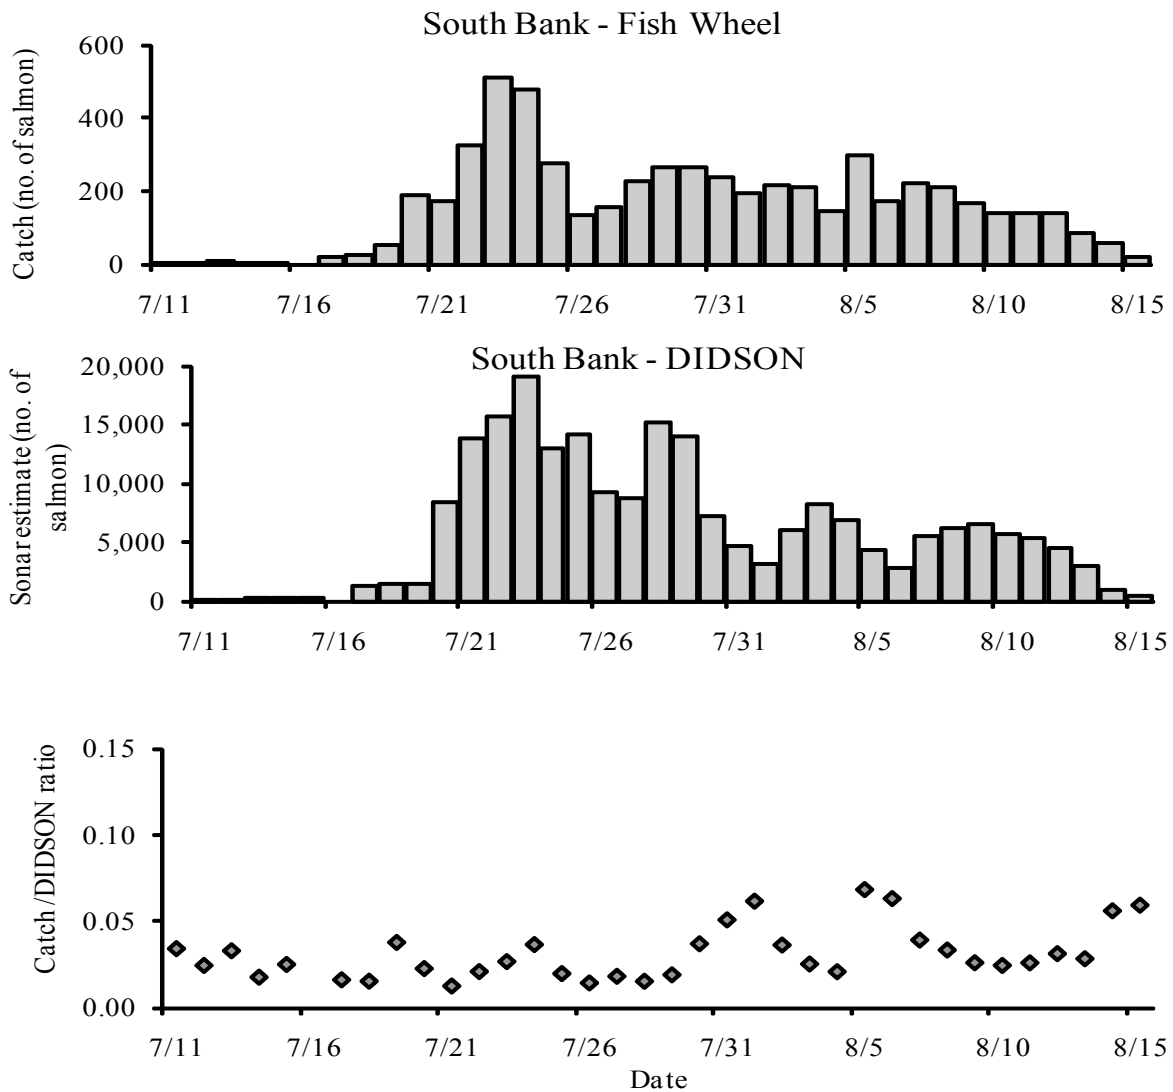 South Bank - Fish Wheel
Catch (no. of salmon)
600
400
200
0
7/11 7/16 7/21 7/26 7/31 8/5 8/10 8/15
South Bank - DIDSON
Sonar estimate (no. of
salmon)
20,000
15,000
10,000
5,000
0
7/11 7/16 7/21 7/26 7/31 8/5 8/10 8/15
Catch /DIDSON ratio
0.15
0.10
0.05
0.00
7/11 7/16 7/21 7/26 7/31 8/5 8/10 8/15
Date